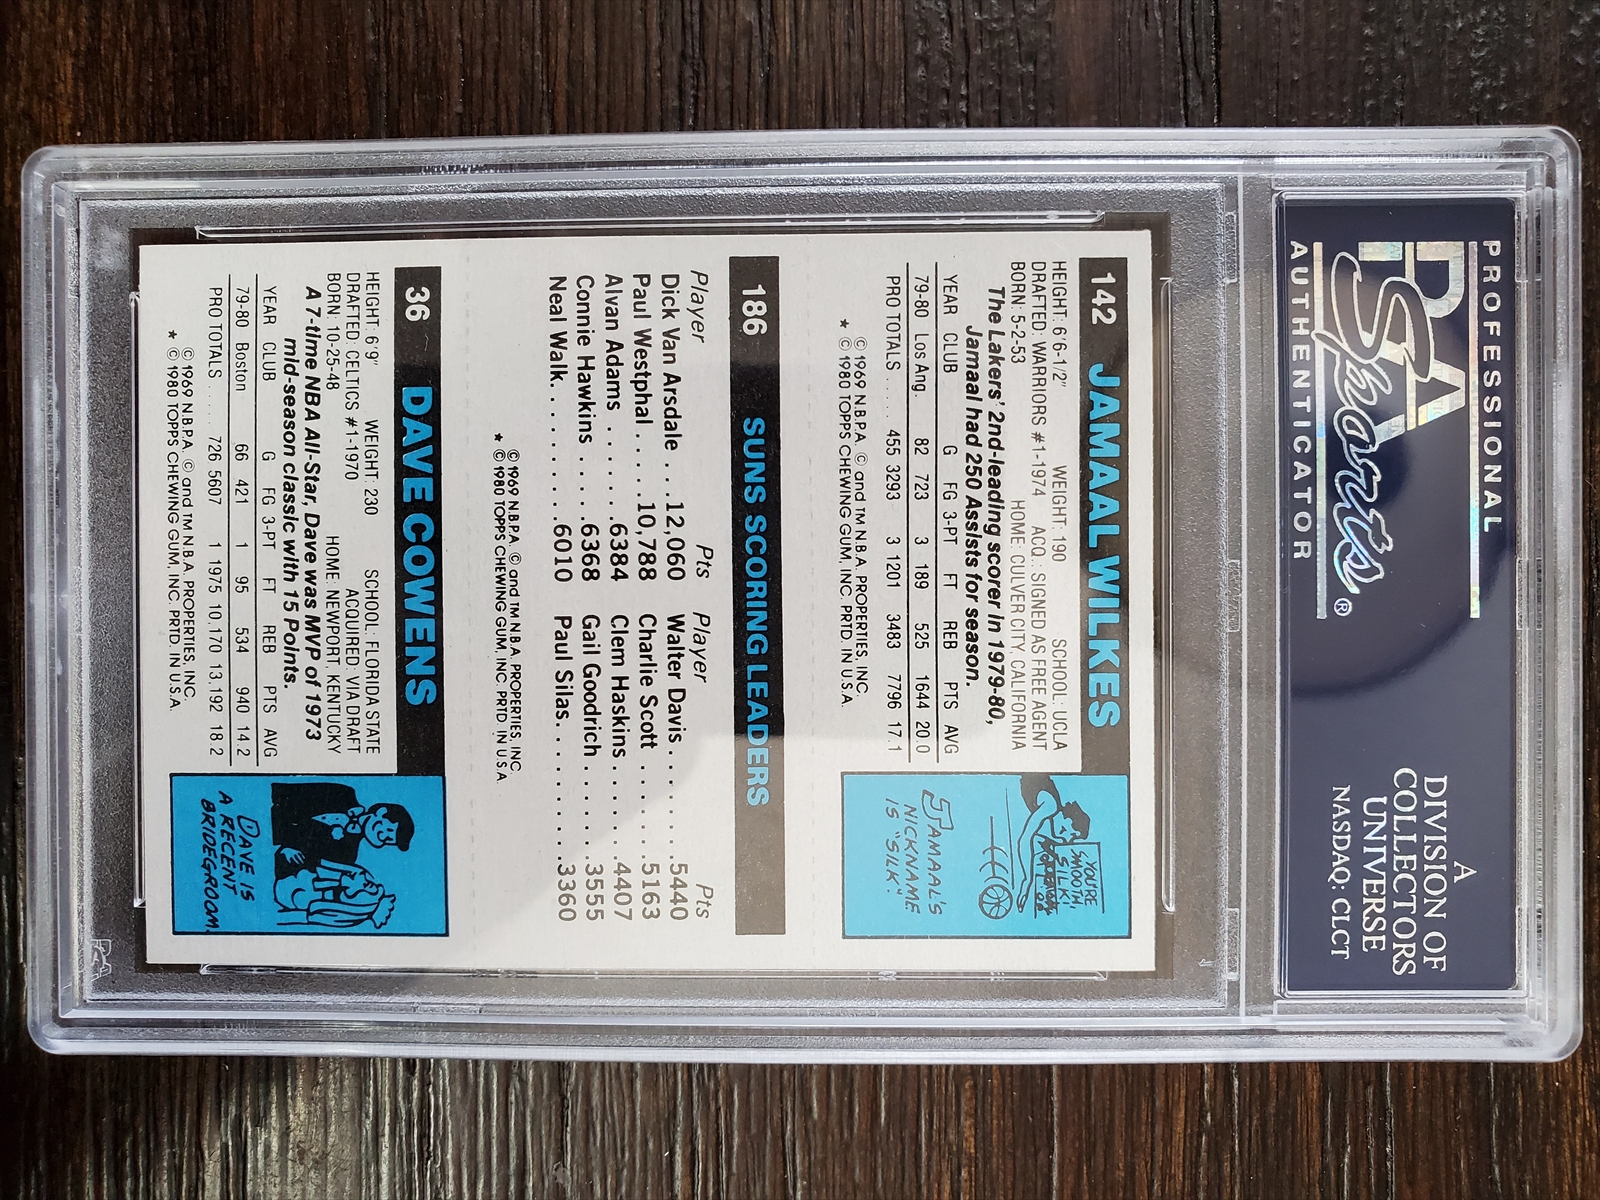 PROFESSIONAL
PSA
Sports®
AUTHENTICATOR
A
DIVISION OF
COLLECTORS
UNIVERSE
NASDAQ: CLCT
142 JAMAAL WILKES
HEIGHT: 6'6-1/2" WEIGHT: 190 SCHOOL: UCLA
DRAFTED: WARRIORS #1-1974 ACQ.: SIGNED AS FREE AGENT
BORN: 5-2-53 HOME: CULVER CITY, CALIFORNIA
The Lakers' 2nd-leading scorer in 1979-80,
Jamaal had 250 Assists for season.
YEAR CLUB G FG 3-PT FT REB PTS AVG
79-80 Los Ang. 82 723 3 189 525 1644 20.0
PRO TOTALS .... 455 3293 3 1201 3483 7796 17.1
© 1969 N.B.P.A. © and TM N.B.A. PROPERTIES, INC.
* © 1980 TOPPS CHEWING GUM, INC. PRTD. IN U.S.A.
YOU'RE
SMOOTH,
SILK!
JAMAAL'S
NICKNAME
IS "SILK".
186 SUNS SCORING LEADERS
Player Pts Player Pts
Dick Van Arsdale ...12,060 Walter Davis.........5440
Paul Westphal .....10,788 Charlie Scott ........5163
Alvan Adams ........6384 Clem Haskins.......4407
Connie Hawkins .....6368 Gail Goodrich .......3555
Neal Walk...........6010 Paul Silas...........3360
© 1969 N.B.P.A. © and TM N.B.A. PROPERTIES, INC.
* © 1980 TOPPS CHEWING GUM, INC. PRTD. IN U.S.A.
36 DAVE COWENS
HEIGHT: 6'9" WEIGHT: 230 SCHOOL: FLORIDA STATE
DRAFTED: CELTICS #1-1970 ACQUIRED: VIA DRAFT
BORN: 10-25-48 HOME: NEWPORT, KENTUCKY
A 7-time NBA All-Star, Dave was MVP of 1973
mid-season classic with 15 Points.
YEAR CLUB G FG 3-PT FT REB PTS AVG
79-80 Boston 66 421 1 95 534 940 14.2
PRO TOTALS .... 726 5607 1 1975 10,170 13,192 18.2
© 1969 N.B.P.A. © and TM N.B.A. PROPERTIES, INC.
* © 1980 TOPPS CHEWING GUM, INC. PRTD. IN U.S.A.
DAVE IS
A RECENT
BRIDEGROOM.
PSA